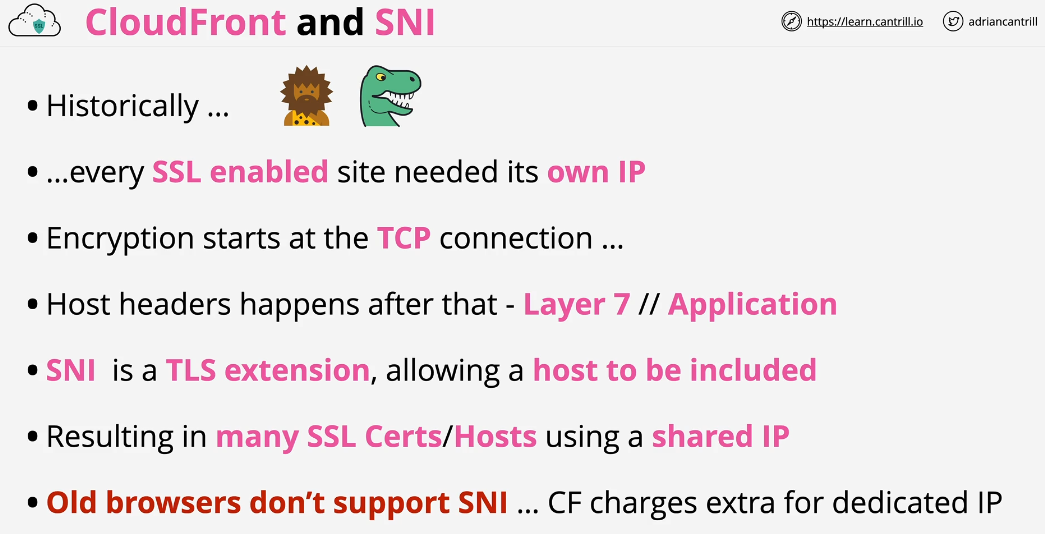 CloudFront and SNI
https://learn.cantrill.io
adriancantrill
• Historically ...
• ...every SSL enabled site needed its own IP
• Encryption starts at the TCP connection ...
• Host headers happens after that - Layer 7 // Application
• SNI is a TLS extension, allowing a host to be included
• Resulting in many SSL Certs/Hosts using a shared IP
• Old browsers don’t support SNI ... CF charges extra for dedicated IP